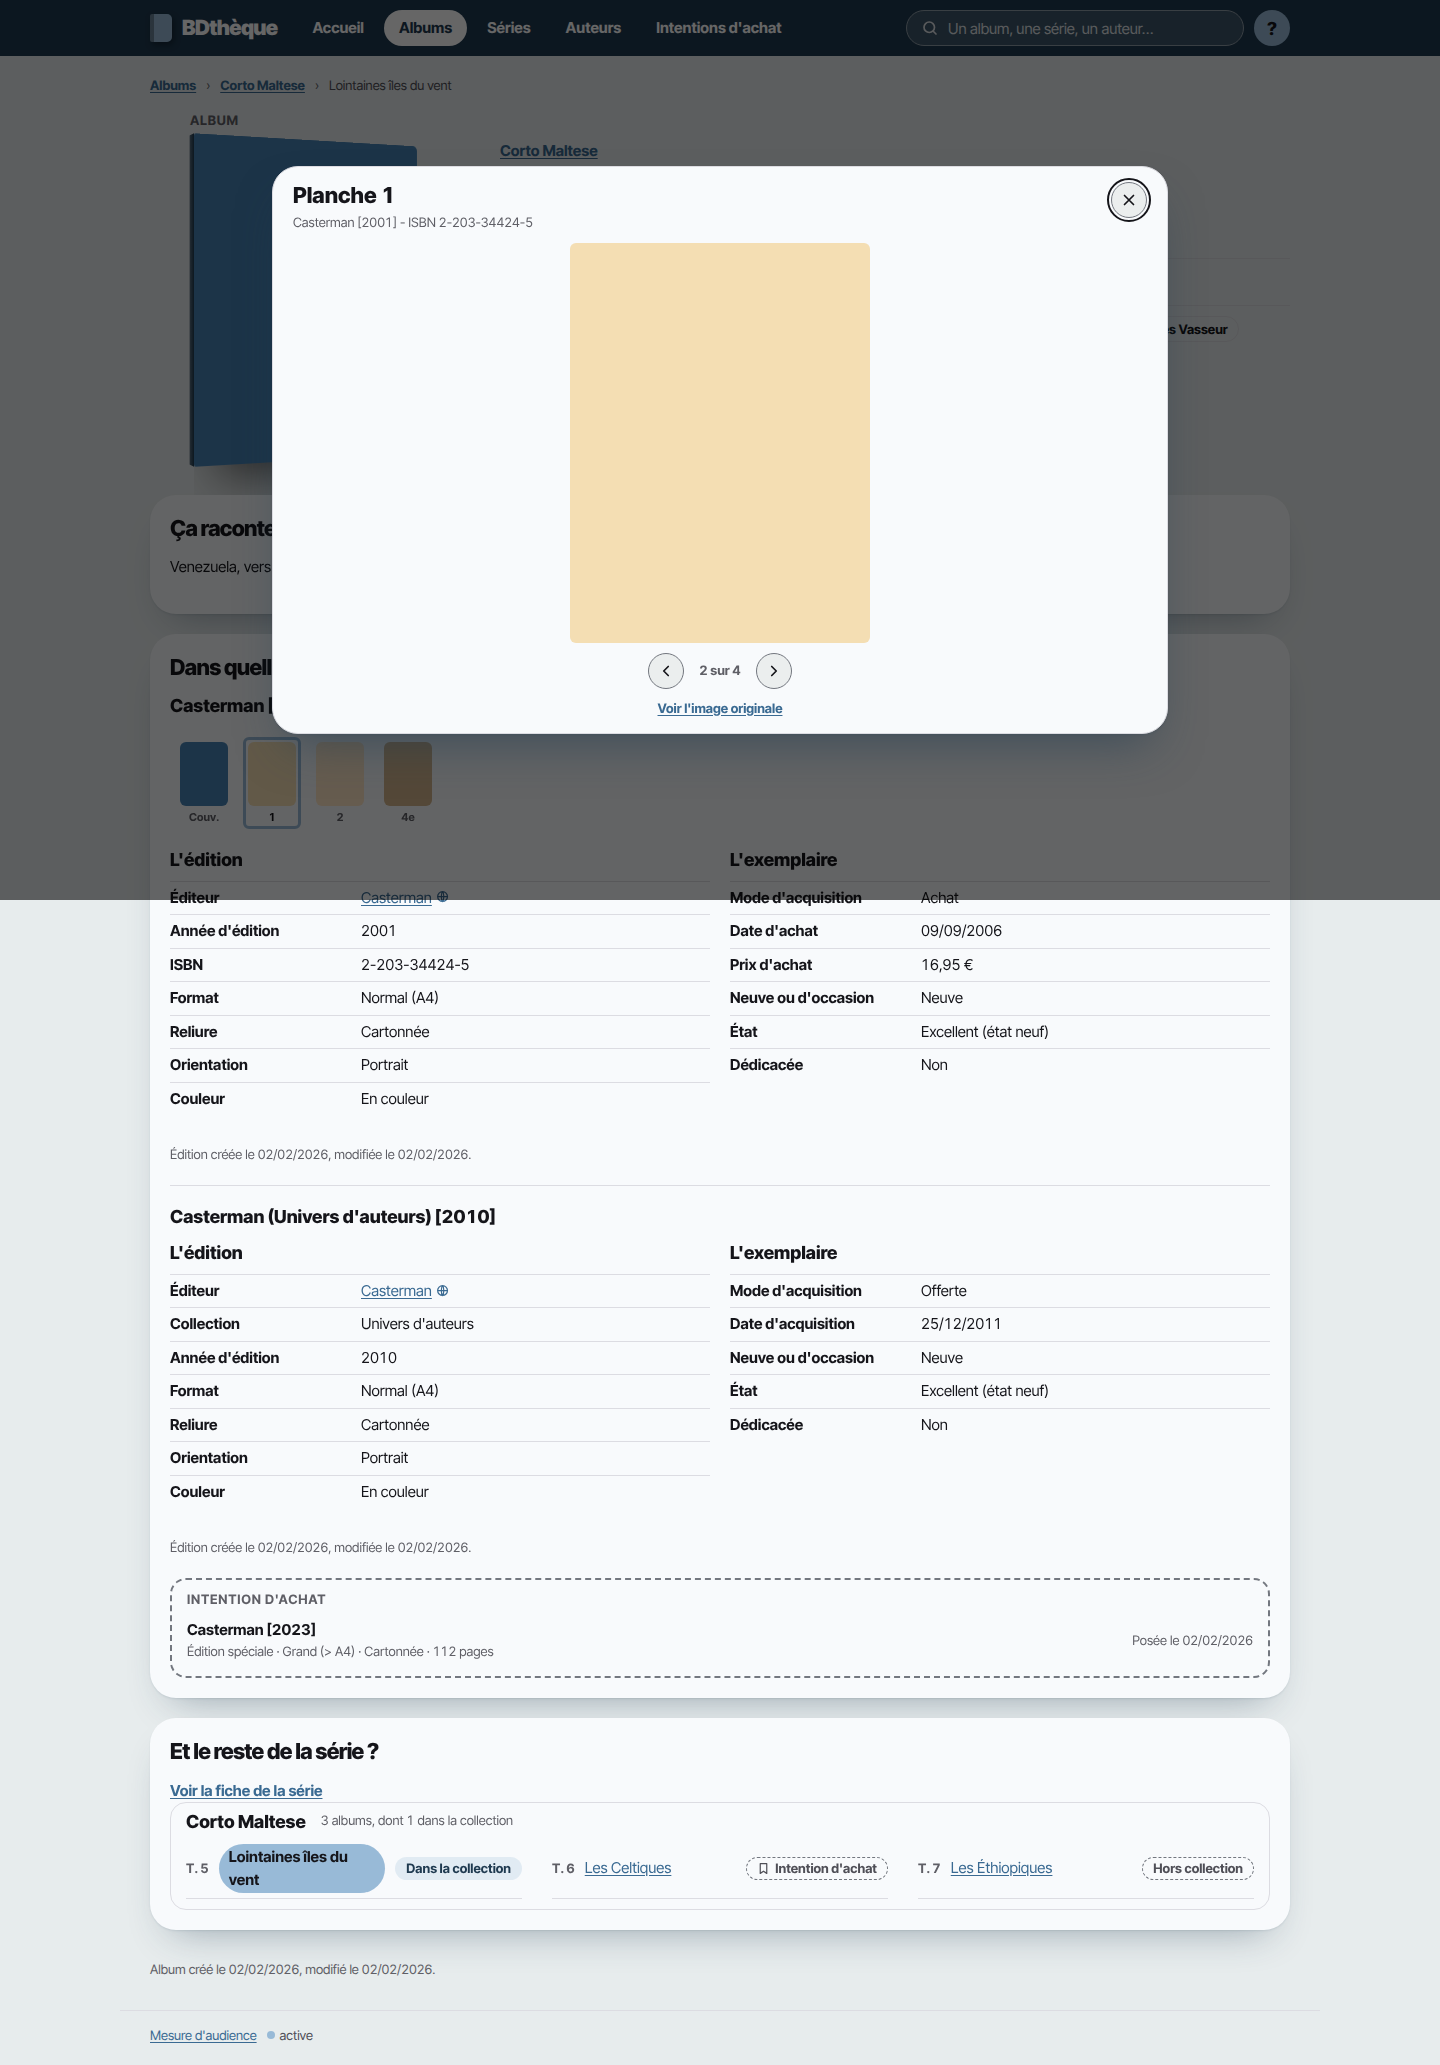 BDthèque
Accueil
Albums
Séries
Auteurs
Intentions d'achat
Un album, une série, un auteur...
?
Albums › Corto Maltese › Lointaines îles du vent
ALBUM
Corto Maltese
Planche 1
Casterman [2001] - ISBN 2-203-34424-5
Vasseur
2 sur 4
Voir l'image originale
Ça raconte
Venezuela, vers
Dans
Casterman [
Couv.
1
2
4e
L'édition
Éditeur Casterman
Année d'édition 2001
ISBN 2-203-34424-5
Format Normal (A4)
Reliure Cartonnée
Orientation Portrait
Couleur En couleur
L'exemplaire
Mode d'acquisition Achat
Date d'achat 09/09/2006
Prix d'achat 16,95 €
Neuve ou d'occasion Neuve
État Excellent (état neuf)
Dédicacée Non
Édition créée le 02/02/2026, modifiée le 02/02/2026.
Casterman (Univers d'auteurs) [2010]
L'édition
Éditeur Casterman
Collection Univers d'auteurs
Année d'édition 2010
Format Normal (A4)
Reliure Cartonnée
Orientation Portrait
Couleur En couleur
L'exemplaire
Mode d'acquisition Offerte
Date d'acquisition 25/12/2011
Neuve ou d'occasion Neuve
État Excellent (état neuf)
Dédicacée Non
Édition créée le 02/02/2026, modifiée le 02/02/2026.
INTENTION D'ACHAT
Casterman [2023]
Édition spéciale · Grand (> A4) · Cartonnée · 112 pages
Posée le 02/02/2026
Et le reste de la série ?
Voir la fiche de la série
Corto Maltese 3 albums, dont 1 dans la collection
T. 5 Lointaines îles du
vent
Dans la collection
T. 6 Les Celtiques Intention d'achat
T. 7 Les Éthiopiques Hors collection
Album créé le 02/02/2026, modifié le 02/02/2026.
Mesure d'audience active